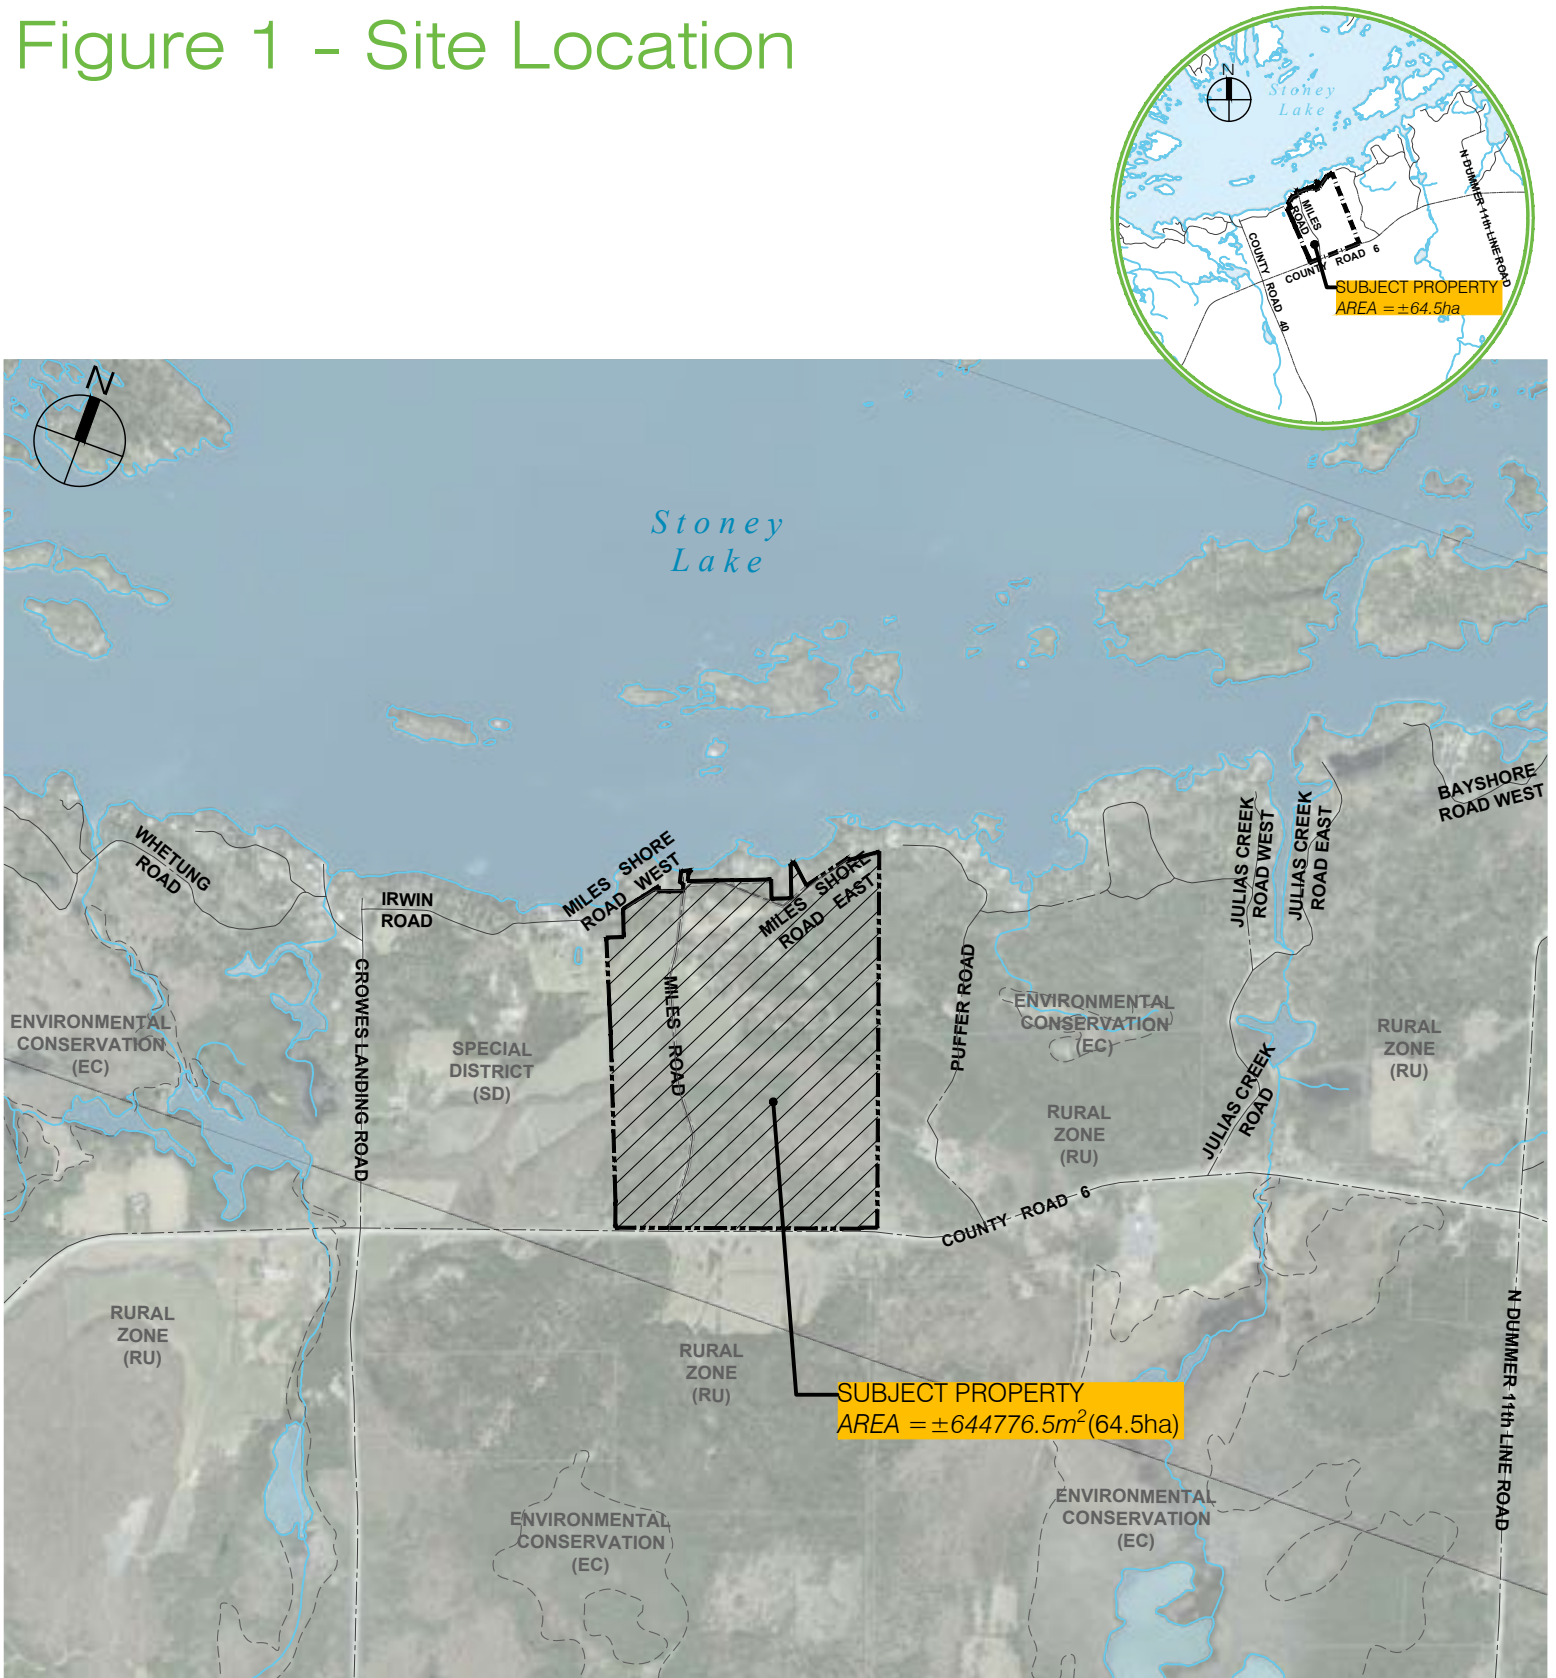 Figure 1 - Site Location
N
Stoney
Lake
N DUMMER 11th LINE ROAD
MILES
ROAD
COUNTY ROAD 6
COUNTY ROAD 40
SUBJECT PROPERTY
AREA =±64.5ha
N
Stoney
Lake
BAYSHORE
ROAD WEST
JULIAS CREEK
ROAD WEST
JULIAS CREEK
ROAD EAST
WHETUNG
ROAD
IRWIN
ROAD
MILES SHORE
ROAD WEST
MILES SHORE
ROAD EAST
CROWES LANDING ROAD
MILES ROAD
PUFFER ROAD
ENVIRONMENTAL
CONSERVATION
(EC)
SPECIAL
DISTRICT
(SD)
ENVIRONMENTAL
CONSERVATION
(EC)
RURAL
ZONE
(RU)
RURAL
ZONE
(RU)
JULIAS CREEK
ROAD
COUNTY ROAD 6
RURAL
ZONE
(RU)
RURAL
ZONE
(RU)
N DUMMER 11th LINE ROAD
SUBJECT PROPERTY
AREA =±644776.5m²(64.5ha)
ENVIRONMENTAL
CONSERVATION
(EC)
ENVIRONMENTAL
CONSERVATION
(EC)